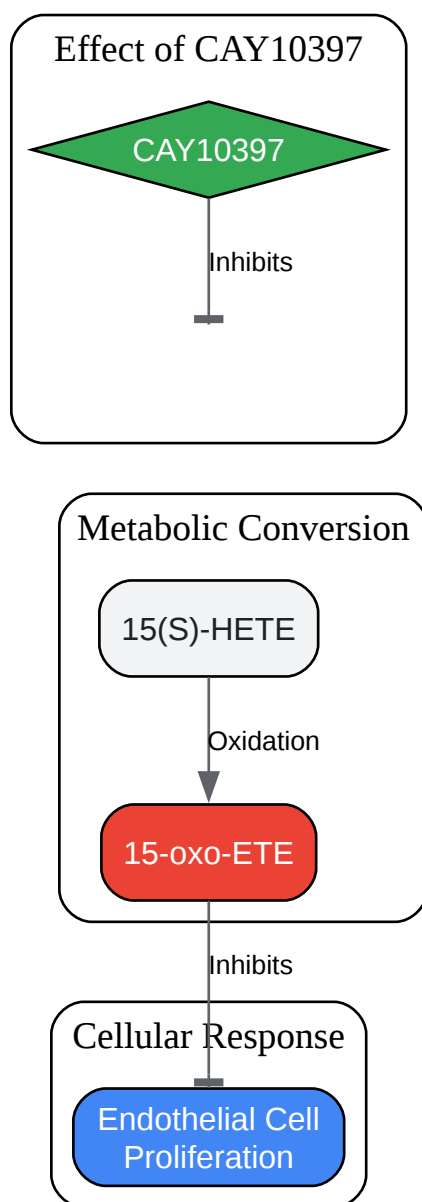 Effect of CAY10397
CAY10397
Inhibits
Metabolic Conversion
15(S)-HETE
Oxidation
15-oxo-ETE
Inhibits
Cellular Response
Endothelial Cell
Proliferation